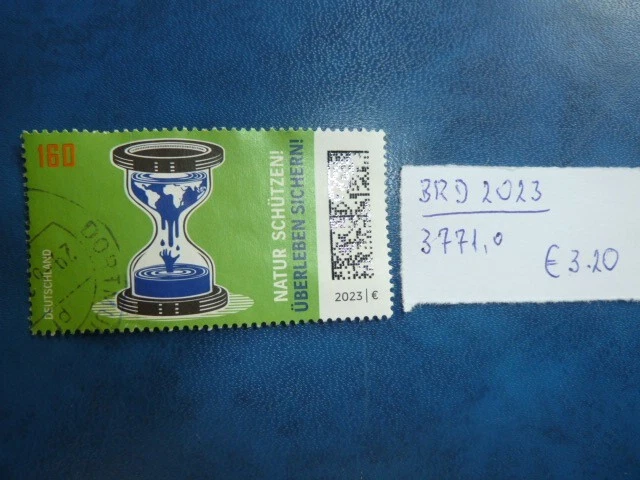 160
DEUTSCHLAND
NATUR SCHÜTZEN!
ÜBERLEBEN SICHERN!
2023 | €
BRD 2023
3771,0
€ 3.20